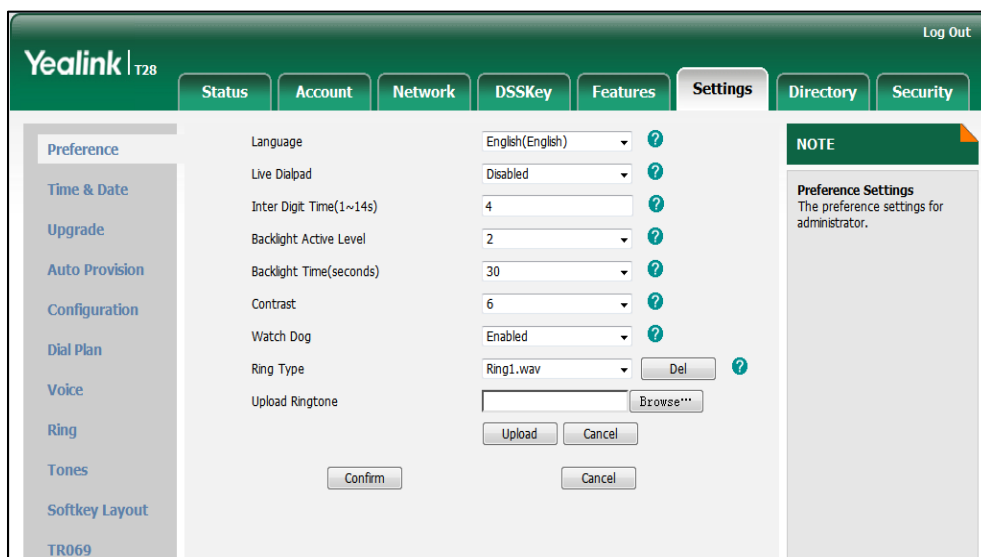 Log Out
Yealink T28
Status Account Network DSSKey Features Settings Directory Security
Preference
Time & Date
Upgrade
Auto Provision
Configuration
Dial Plan
Voice
Ring
Tones
Softkey Layout
TR069
Language English(English) ?
Live Dialpad Disabled ?
Inter Digit Time(1~14s) 4 ?
Backlight Active Level 2 ?
Backlight Time(seconds) 30 ?
Contrast 6 ?
Watch Dog Enabled ?
Ring Type Ring1.wav Del ?
Upload Ringtone Browse...
Upload Cancel
Confirm Cancel
NOTE
Preference Settings
The preference settings for
administrator.